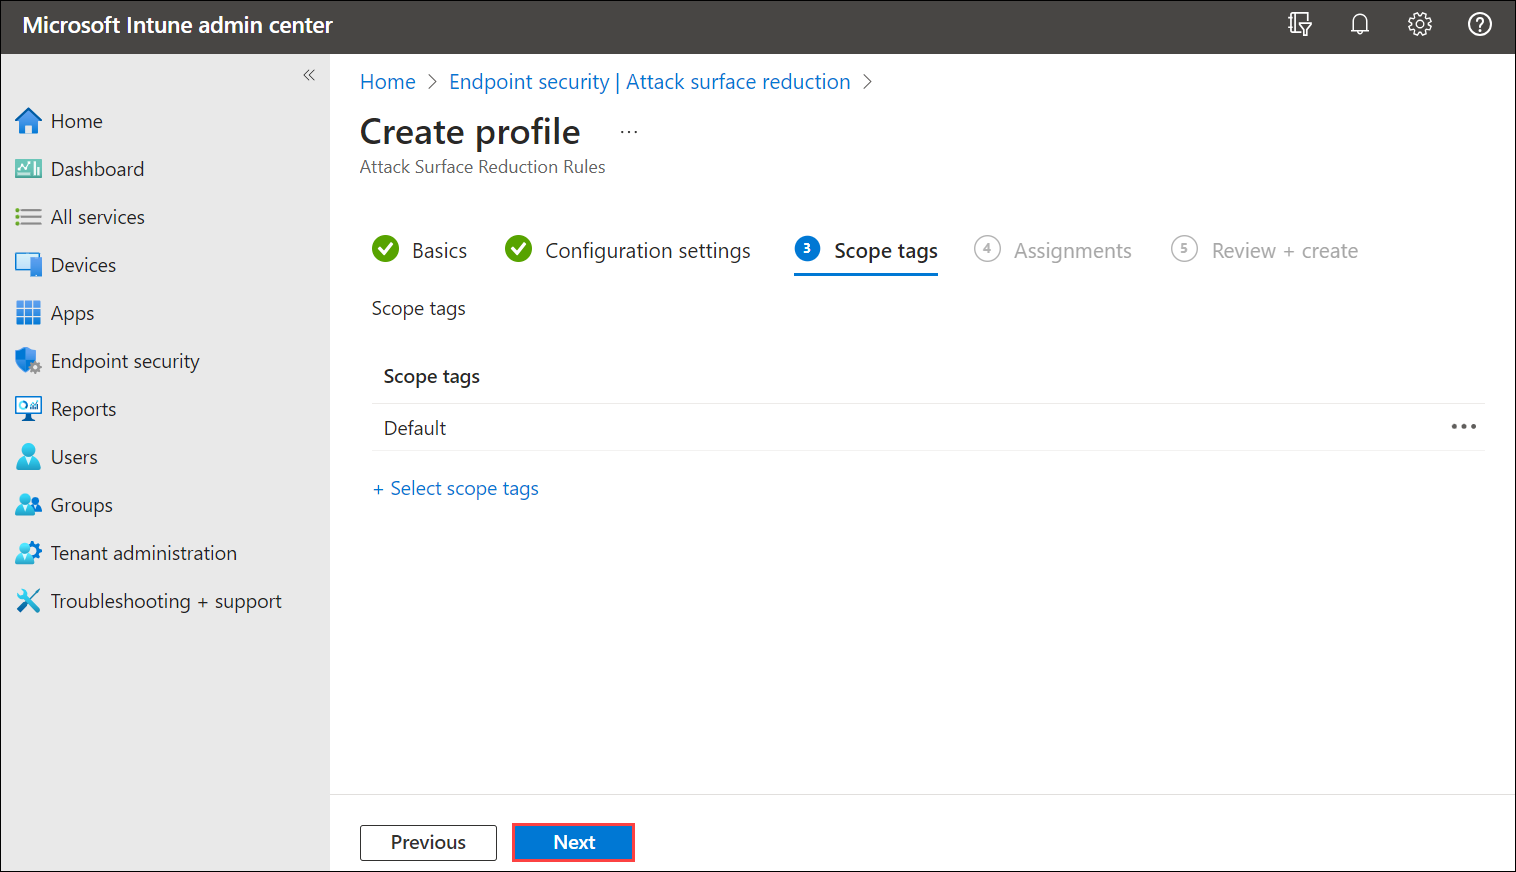 Microsoft Intune admin center
«
Home
Dashboard
All services
Devices
Apps
Endpoint security
Reports
Users
Groups
Tenant administration
Troubleshooting + support
Home > Endpoint security | Attack surface reduction >
Create profile ...
Attack Surface Reduction Rules
Basics Configuration settings 3 Scope tags 4 Assignments 5 Review + create
Scope tags
Scope tags
Default ...
+ Select scope tags
Previous Next